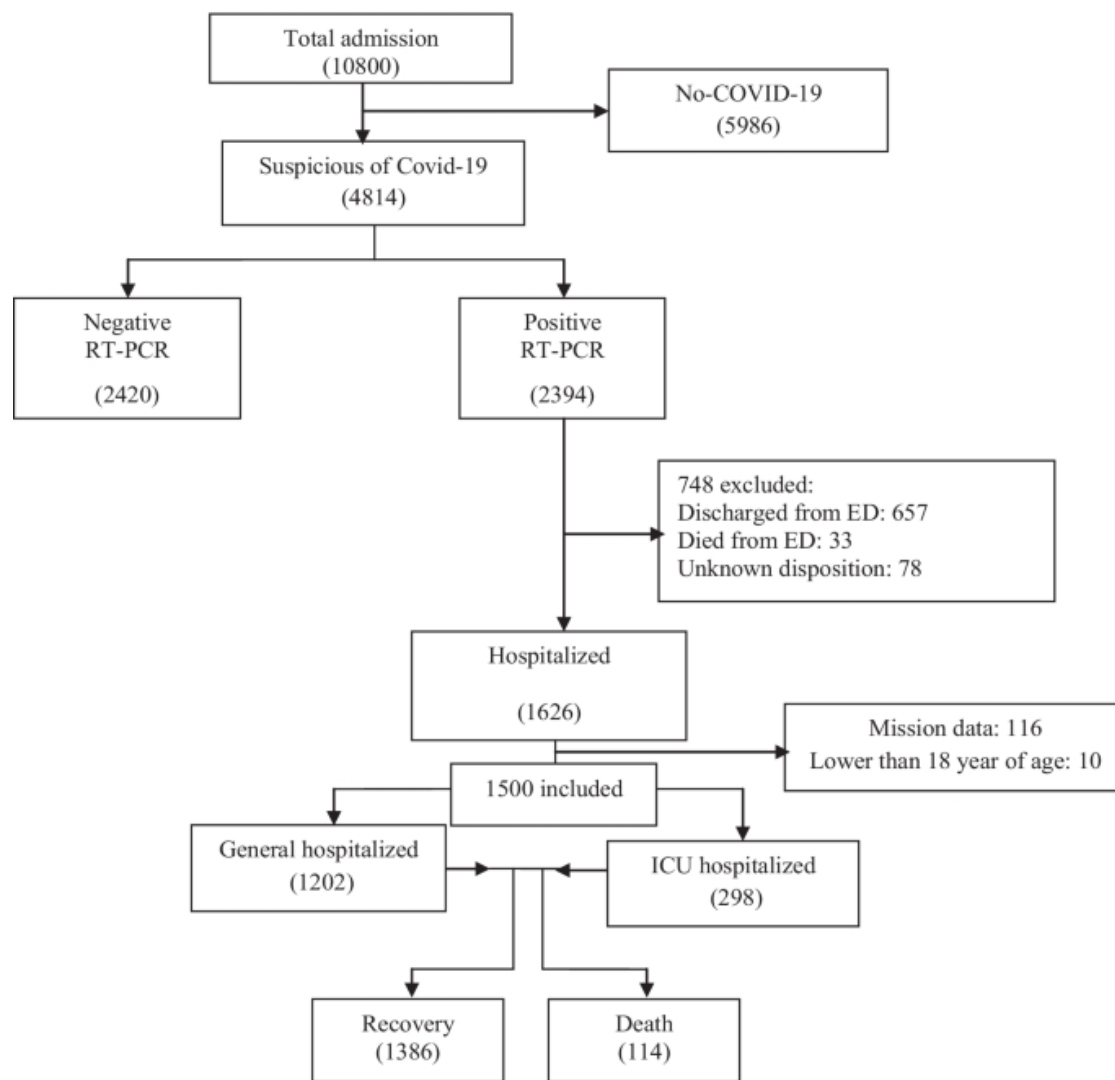 Total admission
(10800)
No-COVID-19
(5986)
Suspicious of Covid-19
(4814)
Negative
RT-PCR
(2420)
Positive
RT-PCR
(2394)
748 excluded:
Discharged from ED: 657
Died from ED: 33
Unknown disposition: 78
Hospitalized
(1626)
Mission data: 116
Lower than 18 year of age: 10
1500 included
General hospitalized
(1202)
ICU hospitalized
(298)
Recovery
(1386)
Death
(114)